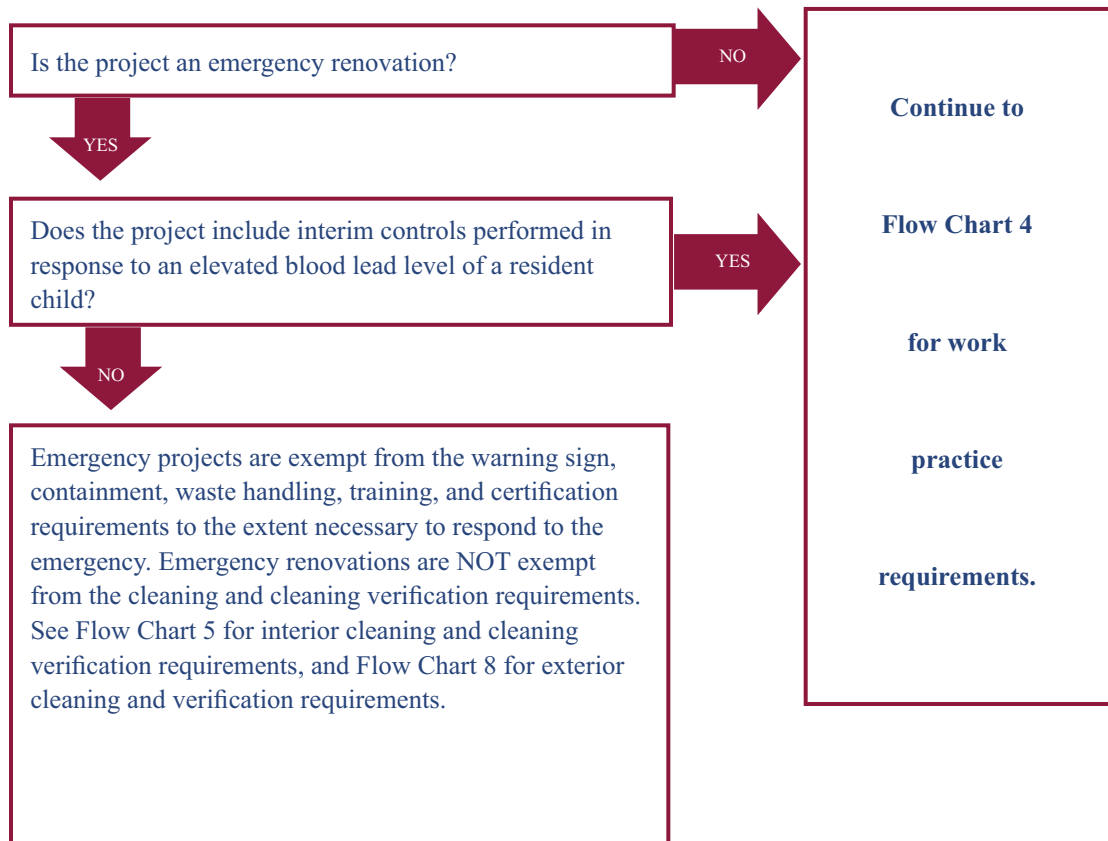 Is the project an emergency renovation?
NO
YES
Does the project include interim controls performed in
response to an elevated blood lead level of a resident
child?
YES
NO
Emergency projects are exempt from the warning sign,
containment, waste handling, training, and certification
requirements to the extent necessary to respond to the
emergency. Emergency renovations are NOT exempt
from the cleaning and cleaning verification requirements.
See Flow Chart 5 for interior cleaning and cleaning
verification requirements, and Flow Chart 8 for exterior
cleaning and verification requirements.
Continue to
Flow Chart 4
for work
practice
requirements.